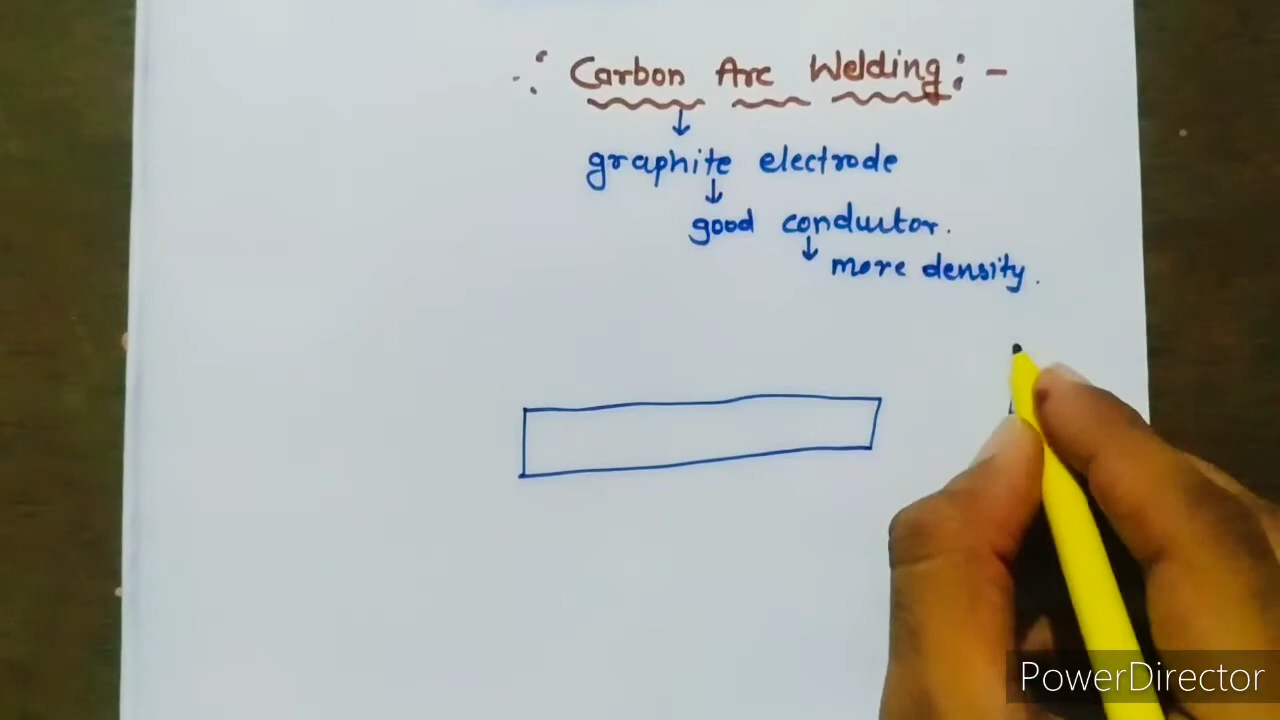 ∴ Carbon Arc Welding : -
↓
graphite electrode
↓
good conductor.
↓
more density.
PowerDirector